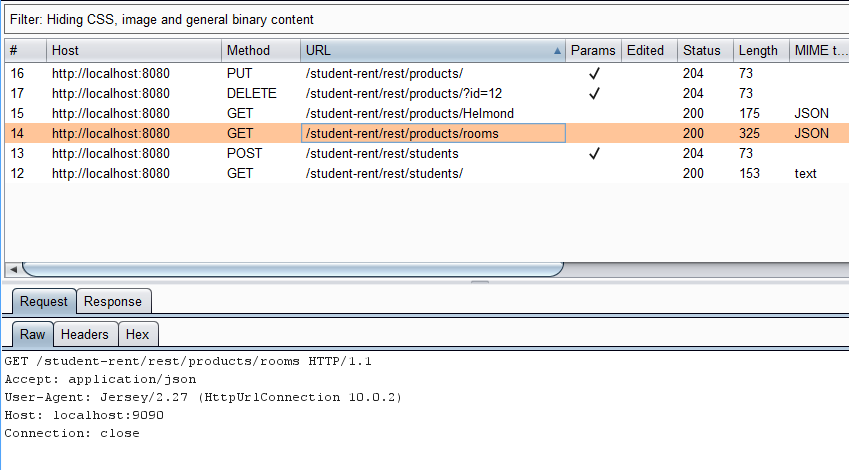 Filter: Hiding CSS, image and general binary content
# Host Method URL Params Edited Status Length MIME t...
16 http://localhost:8080 PUT /student-rent/rest/products/ ✓ 204 73
17 http://localhost:8080 DELETE /student-rent/rest/products/?id=12 ✓ 204 73
15 http://localhost:8080 GET /student-rent/rest/products/Helmond 200 175 JSON
14 http://localhost:8080 GET /student-rent/rest/products/rooms 200 325 JSON
13 http://localhost:8080 POST /student-rent/rest/students ✓ 204 73
12 http://localhost:8080 GET /student-rent/rest/students/ 200 153 text
Request Response
Raw Headers Hex
GET /student-rent/rest/products/rooms HTTP/1.1
Accept: application/json
User-Agent: Jersey/2.27 (HttpUrlConnection 10.0.2)
Host: localhost:9090
Connection: close